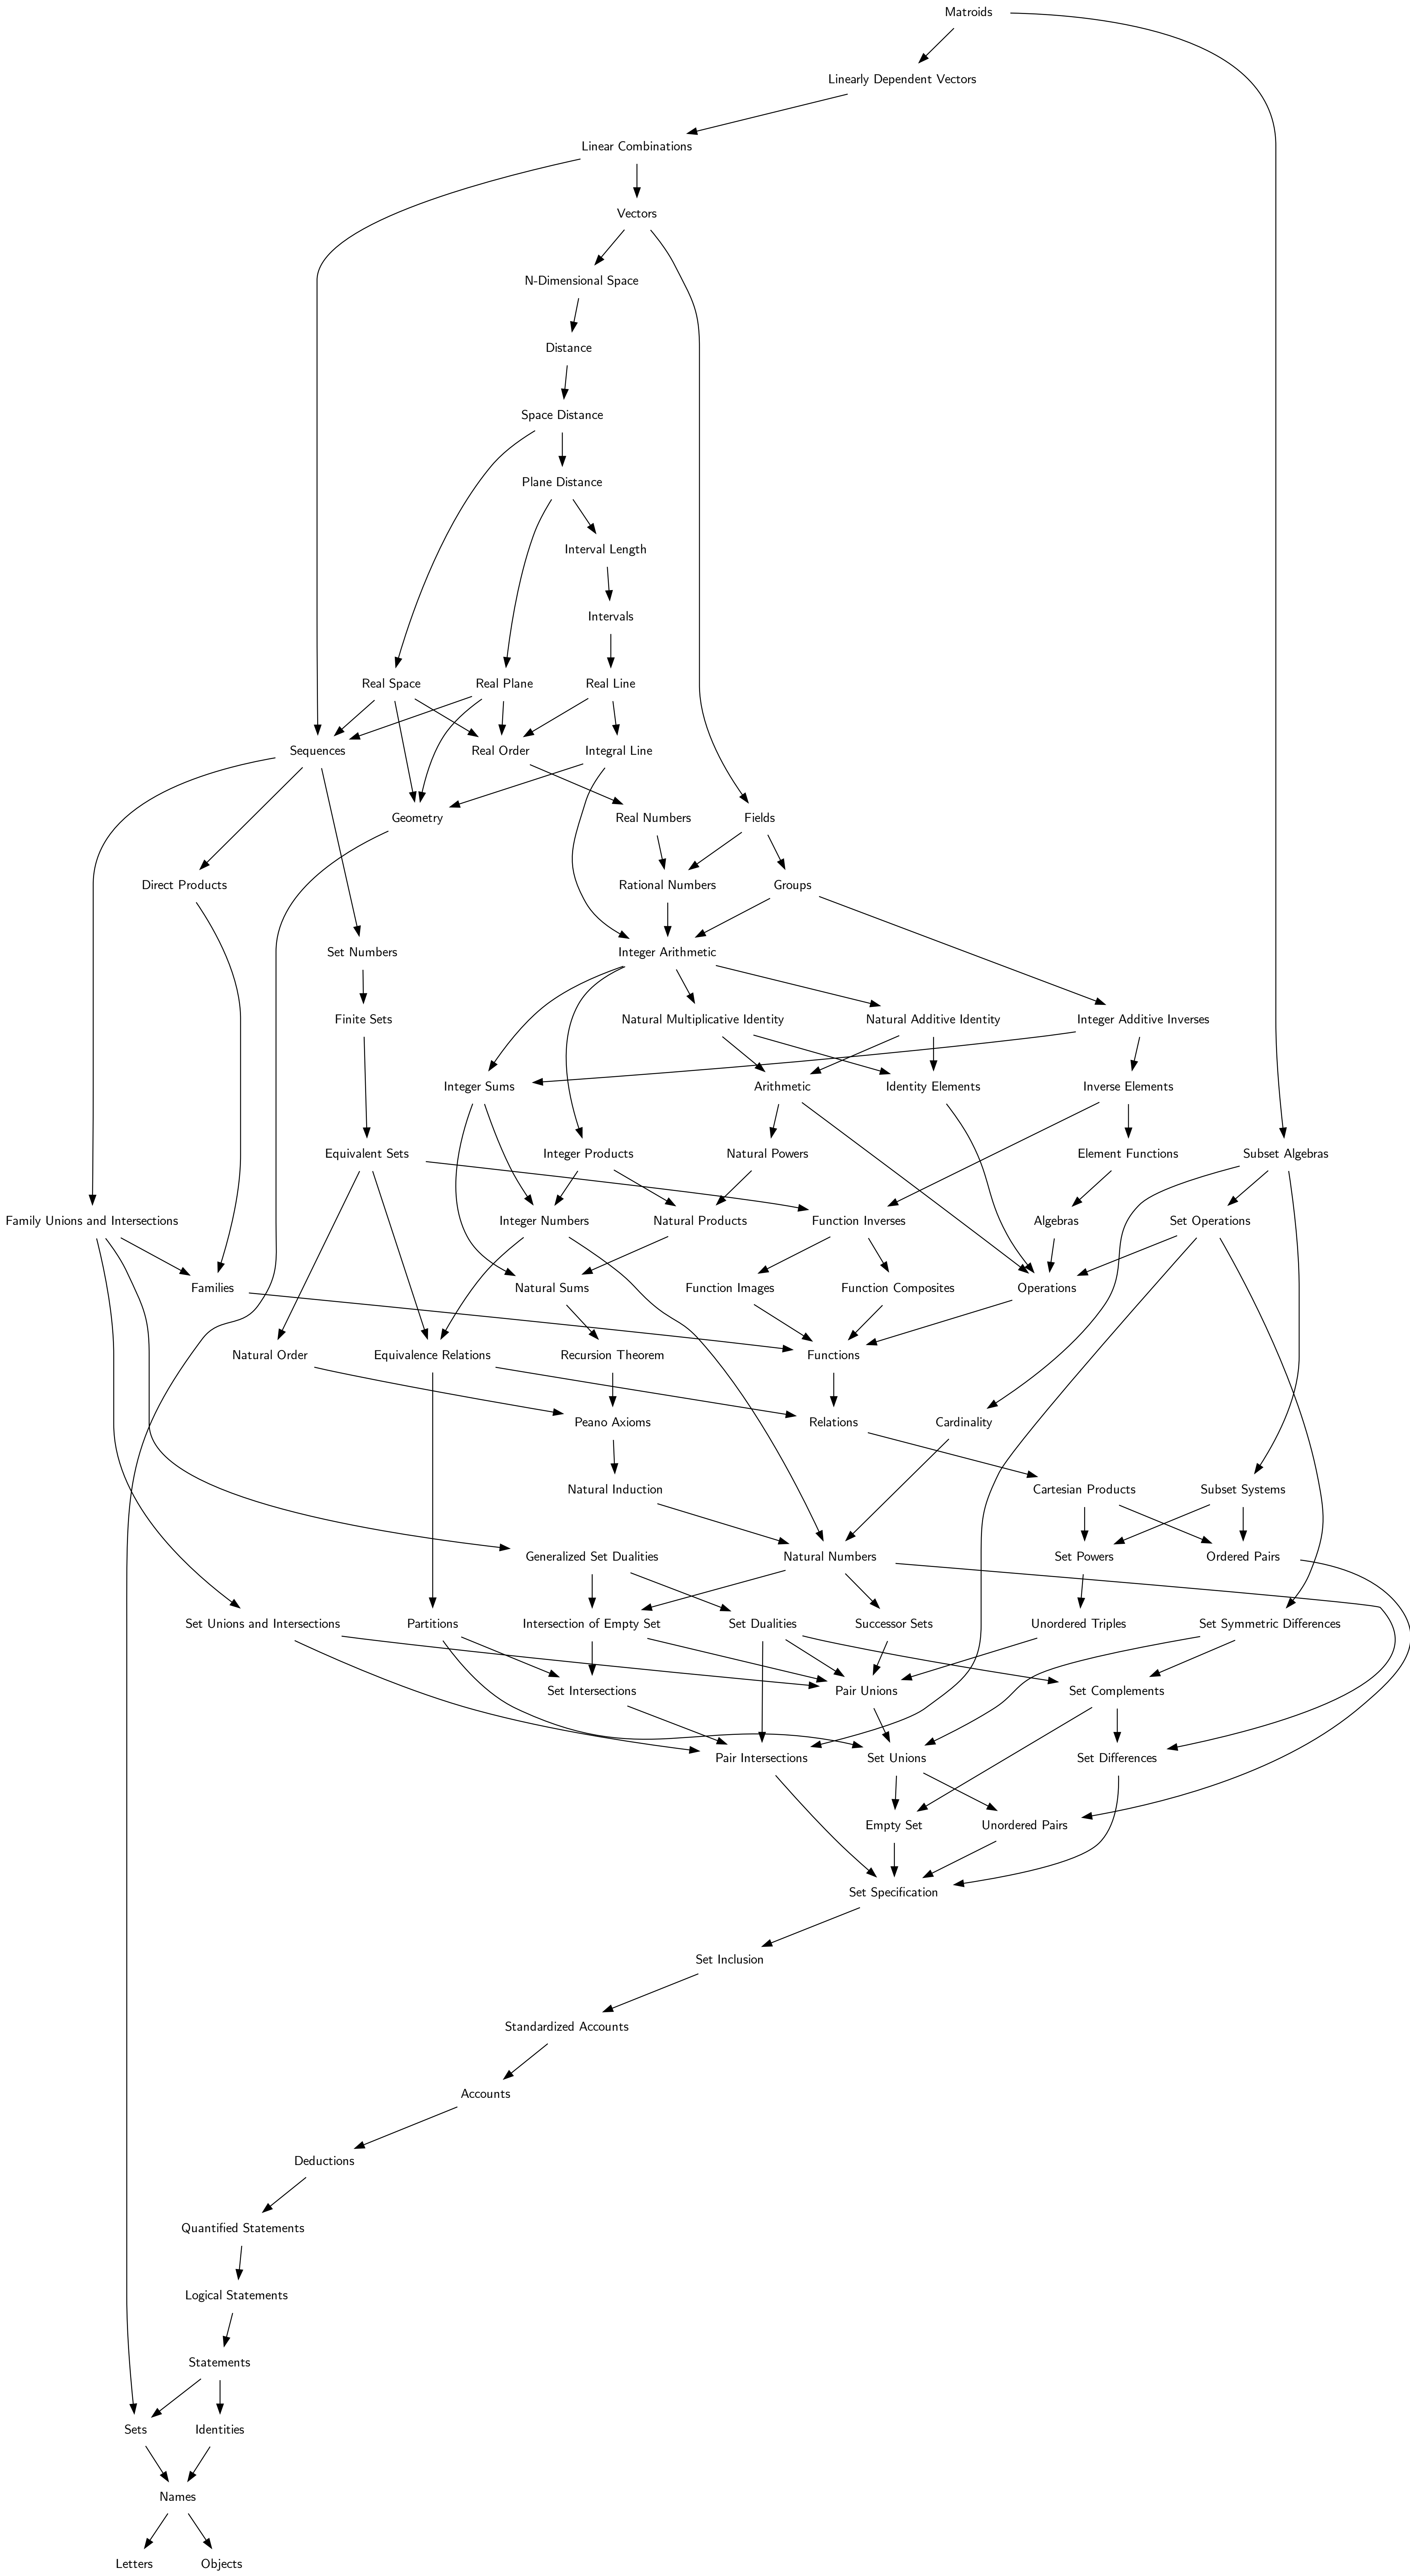 Matroids
Linearly Dependent Vectors
Linear Combinations
Vectors
N-Dimensional Space
Distance
Space Distance
Plane Distance
Interval Length
Intervals
Real Space
Real Plane
Real Line
Sequences
Real Order
Integral Line
Geometry
Real Numbers
Fields
Direct Products
Rational Numbers
Groups
Set Numbers
Integer Arithmetic
Finite Sets
Natural Multiplicative Identity
Natural Additive Identity
Integer Additive Inverses
Integer Sums
Arithmetic
Identity Elements
Inverse Elements
Equivalent Sets
Integer Products
Natural Powers
Element Functions
Subset Algebras
Family Unions and Intersections
Integer Numbers
Natural Products
Function Inverses
Algebras
Set Operations
Families
Natural Sums
Function Images
Function Composites
Operations
Natural Order
Equivalence Relations
Recursion Theorem
Functions
Peano Axioms
Relations
Cardinality
Natural Induction
Cartesian Products
Subset Systems
Generalized Set Dualities
Natural Numbers
Set Powers
Ordered Pairs
Set Unions and Intersections
Partitions
Intersection of Empty Set
Set Dualities
Successor Sets
Unordered Triples
Set Symmetric Differences
Set Intersections
Pair Unions
Set Complements
Pair Intersections
Set Unions
Set Differences
Empty Set
Unordered Pairs
Set Specification
Set Inclusion
Standardized Accounts
Accounts
Deductions
Quantified Statements
Logical Statements
Statements
Sets
Identities
Names
Letters
Objects